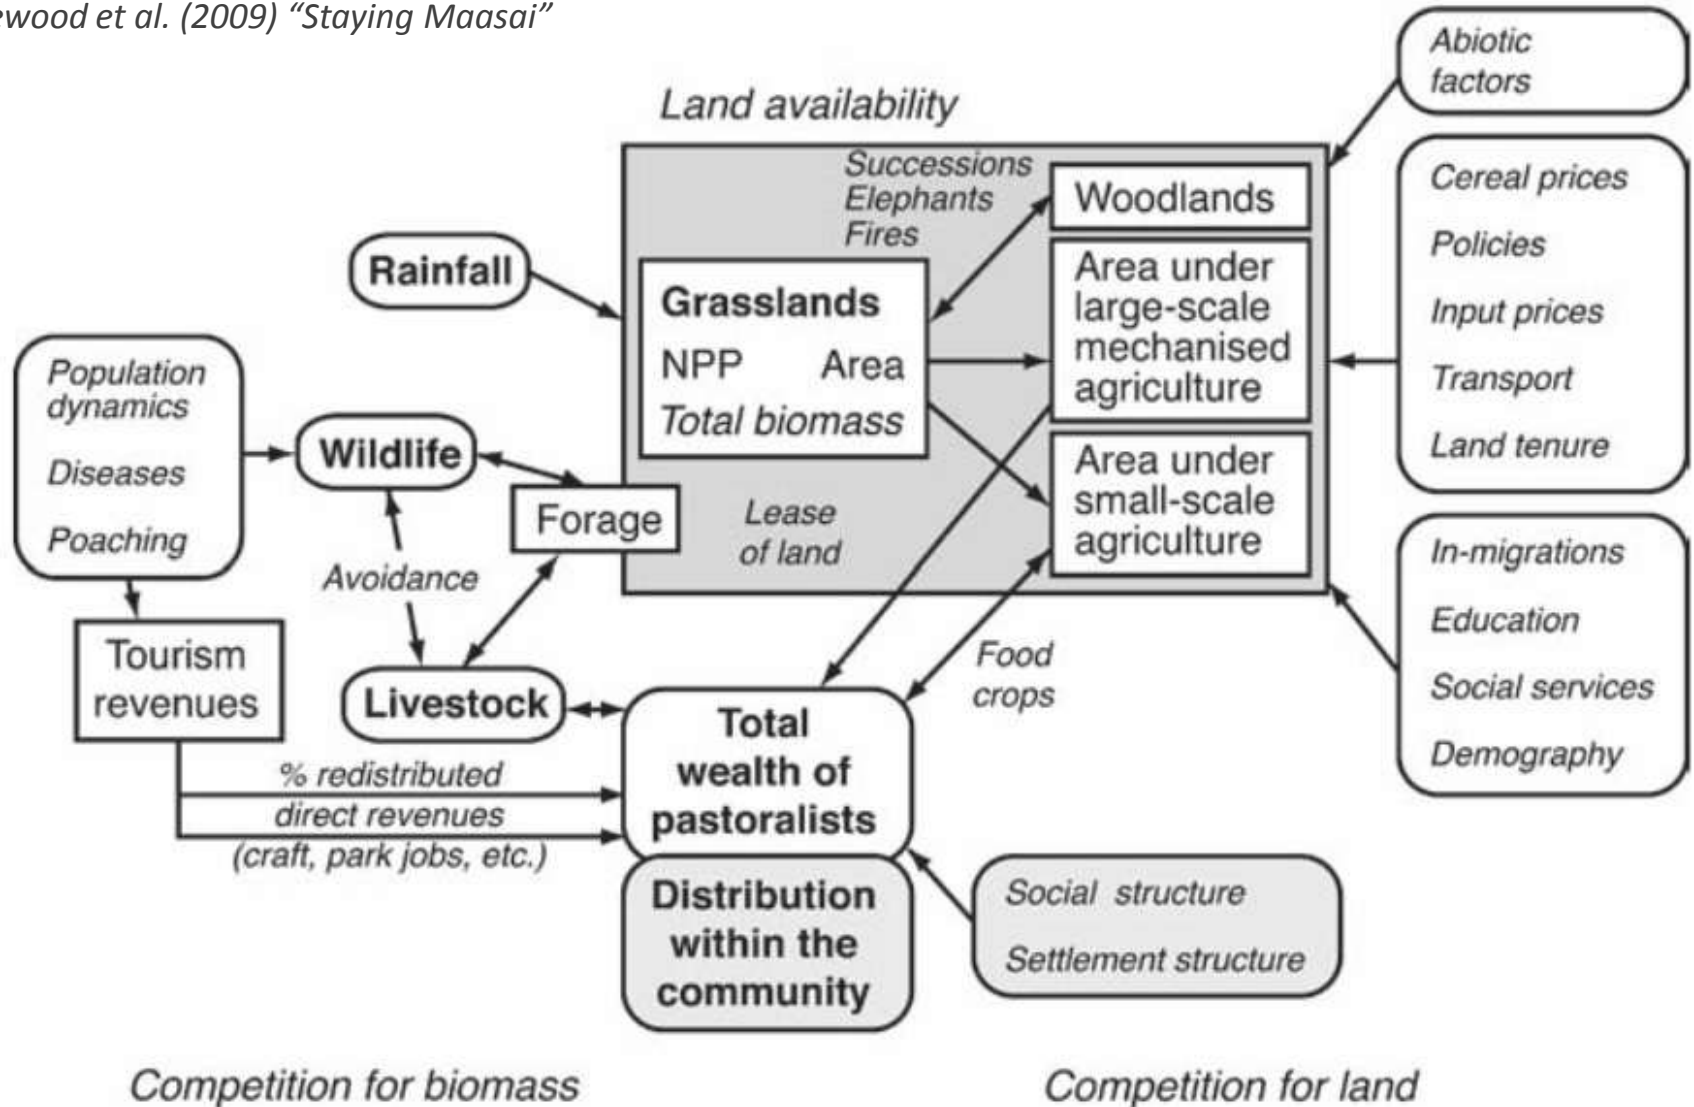 ewood et al. (2009) “Staying Maasai”
Land availability
Abiotic
factors
Successions
Elephants
Fires
Woodlands
Rainfall
Grasslands
NPP Area
Total biomass
Area under
large-scale
mechanised
agriculture
Area under
small-scale
agriculture
Cereal prices
Policies
Input prices
Transport
Land tenure
Population
dynamics
Diseases
Poaching
Wildlife
Forage
Lease
of land
Avoidance
In-migrations
Education
Social services
Demography
Tourism
revenues
Livestock
Food
crops
Total
wealth of
pastoralists
% redistributed
direct revenues
(craft, park jobs, etc.)
Distribution
within the
community
Social structure
Settlement structure
Competition for biomass
Competition for land